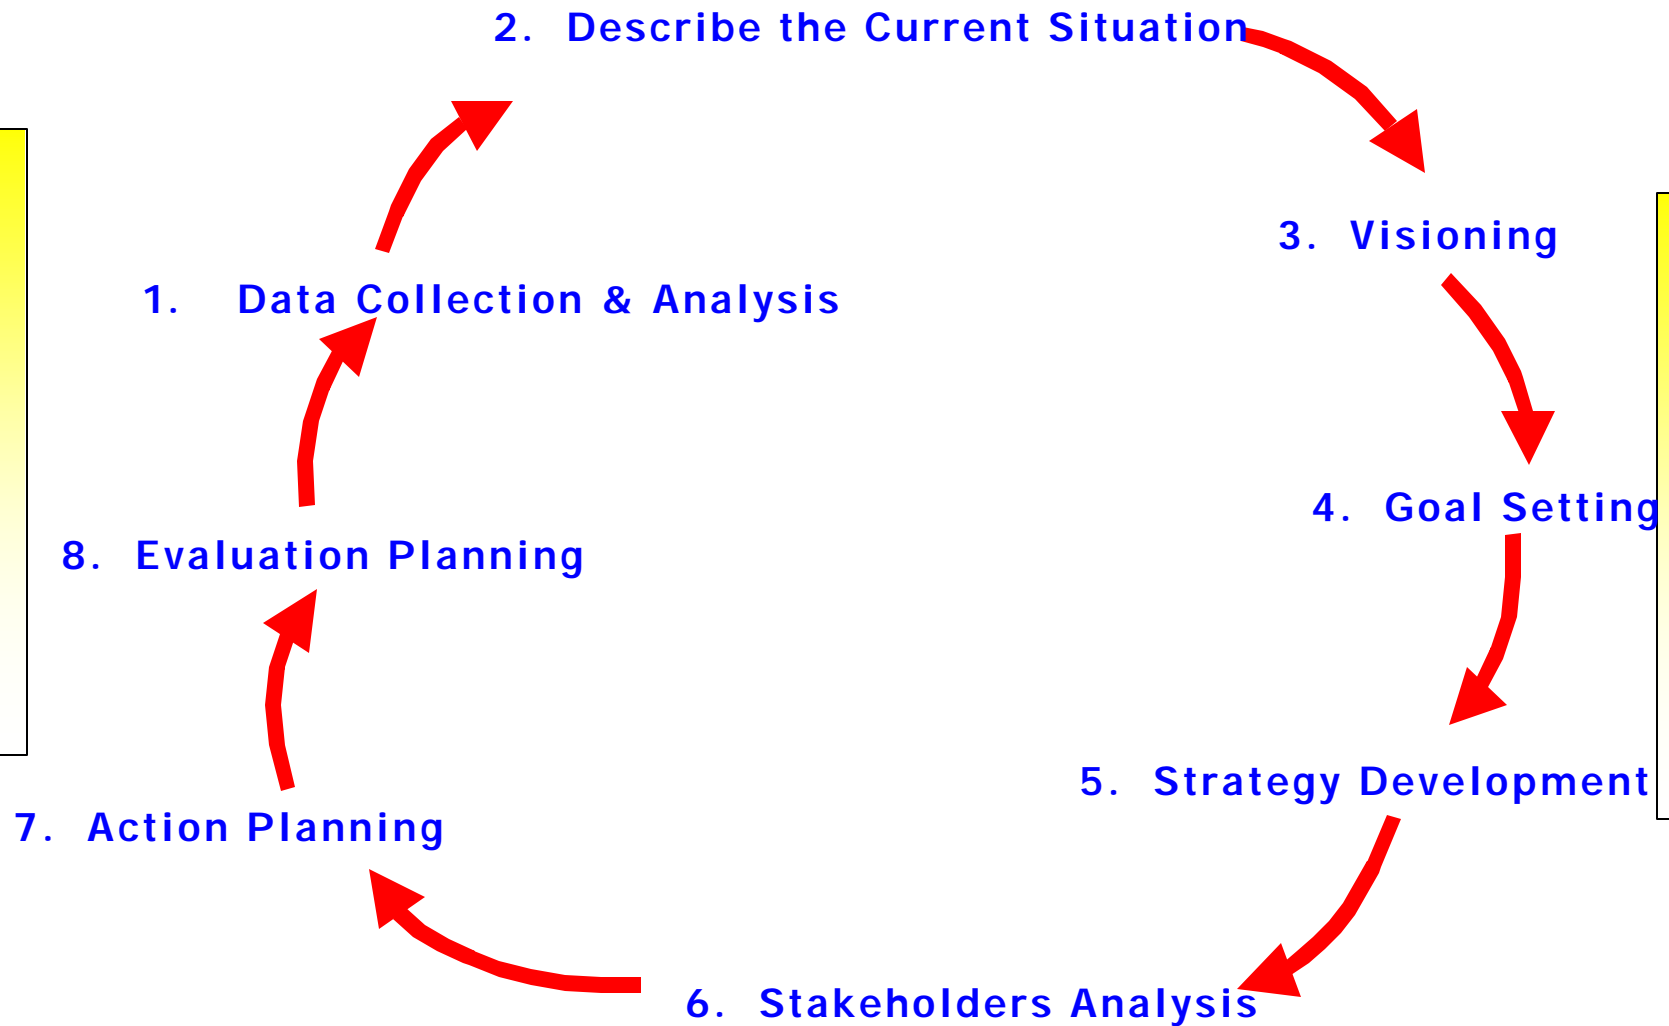 2. Describe the Current Situation
3. Visioning
1. Data Collection & Analysis
4. Goal Setting
8. Evaluation Planning
5. Strategy Development
7. Action Planning
6. Stakeholders Analysis